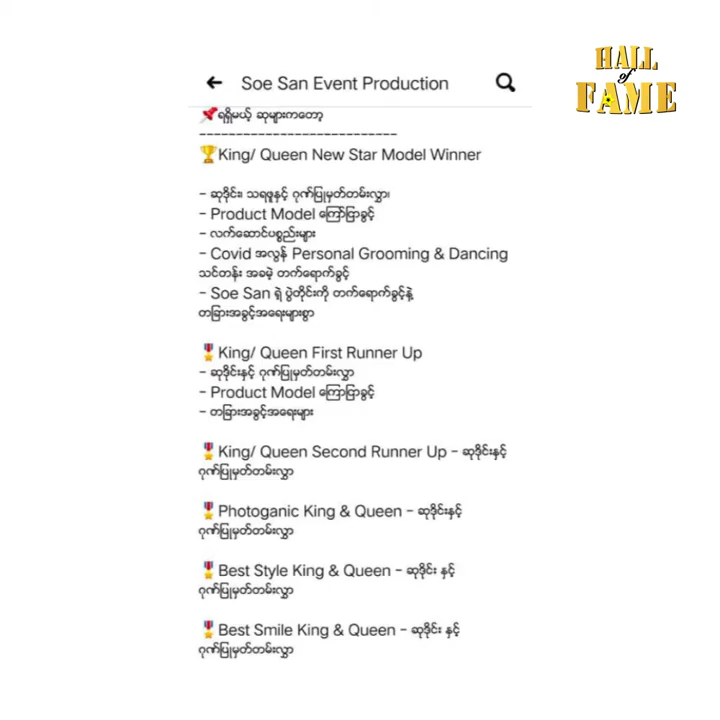 Soe San Event Production
HALL
of
FAME
📌ရရှိမယ့် ဆုများကတော့
----------------------------
🏆King/ Queen New Star Model Winner
- ဆုဒိုင်း၊ သရဖူနှင့် ဂုဏ်ပြုမှတ်တမ်းလွှာ၊
- Product Model ကြော်ငြာခွင့်
- လက်ဆောင်ပစ္စည်းများ
- Covid အလွန် Personal Grooming & Dancing
သင်တန်း အခမဲ့ တက်ရောက်ခွင့်
- Soe San ရဲ့ ပွဲတိုင်းကို တက်ရောက်ခွင့်နဲ့
တခြားအခွင့်အရေးများစွာ
🎖️King/ Queen First Runner Up
- ဆုဒိုင်းနှင့် ဂုဏ်ပြုမှတ်တမ်းလွှာ
- Product Model ကြော်ငြာခွင့်
- တခြားအခွင့်အရေးများ
🎖️King/ Queen Second Runner Up - ဆုဒိုင်းနှင့်
ဂုဏ်ပြုမှတ်တမ်းလွှာ
🎖️Photoganic King & Queen - ဆုဒိုင်းနှင့်
ဂုဏ်ပြုမှတ်တမ်းလွှာ
🎖️Best Style King & Queen - ဆုဒိုင်း နှင့်
ဂုဏ်ပြုမှတ်တမ်းလွှာ
🎖️Best Smile King & Queen - ဆုဒိုင်း နှင့်
ဂုဏ်ပြုမှတ်တမ်းလွှာ